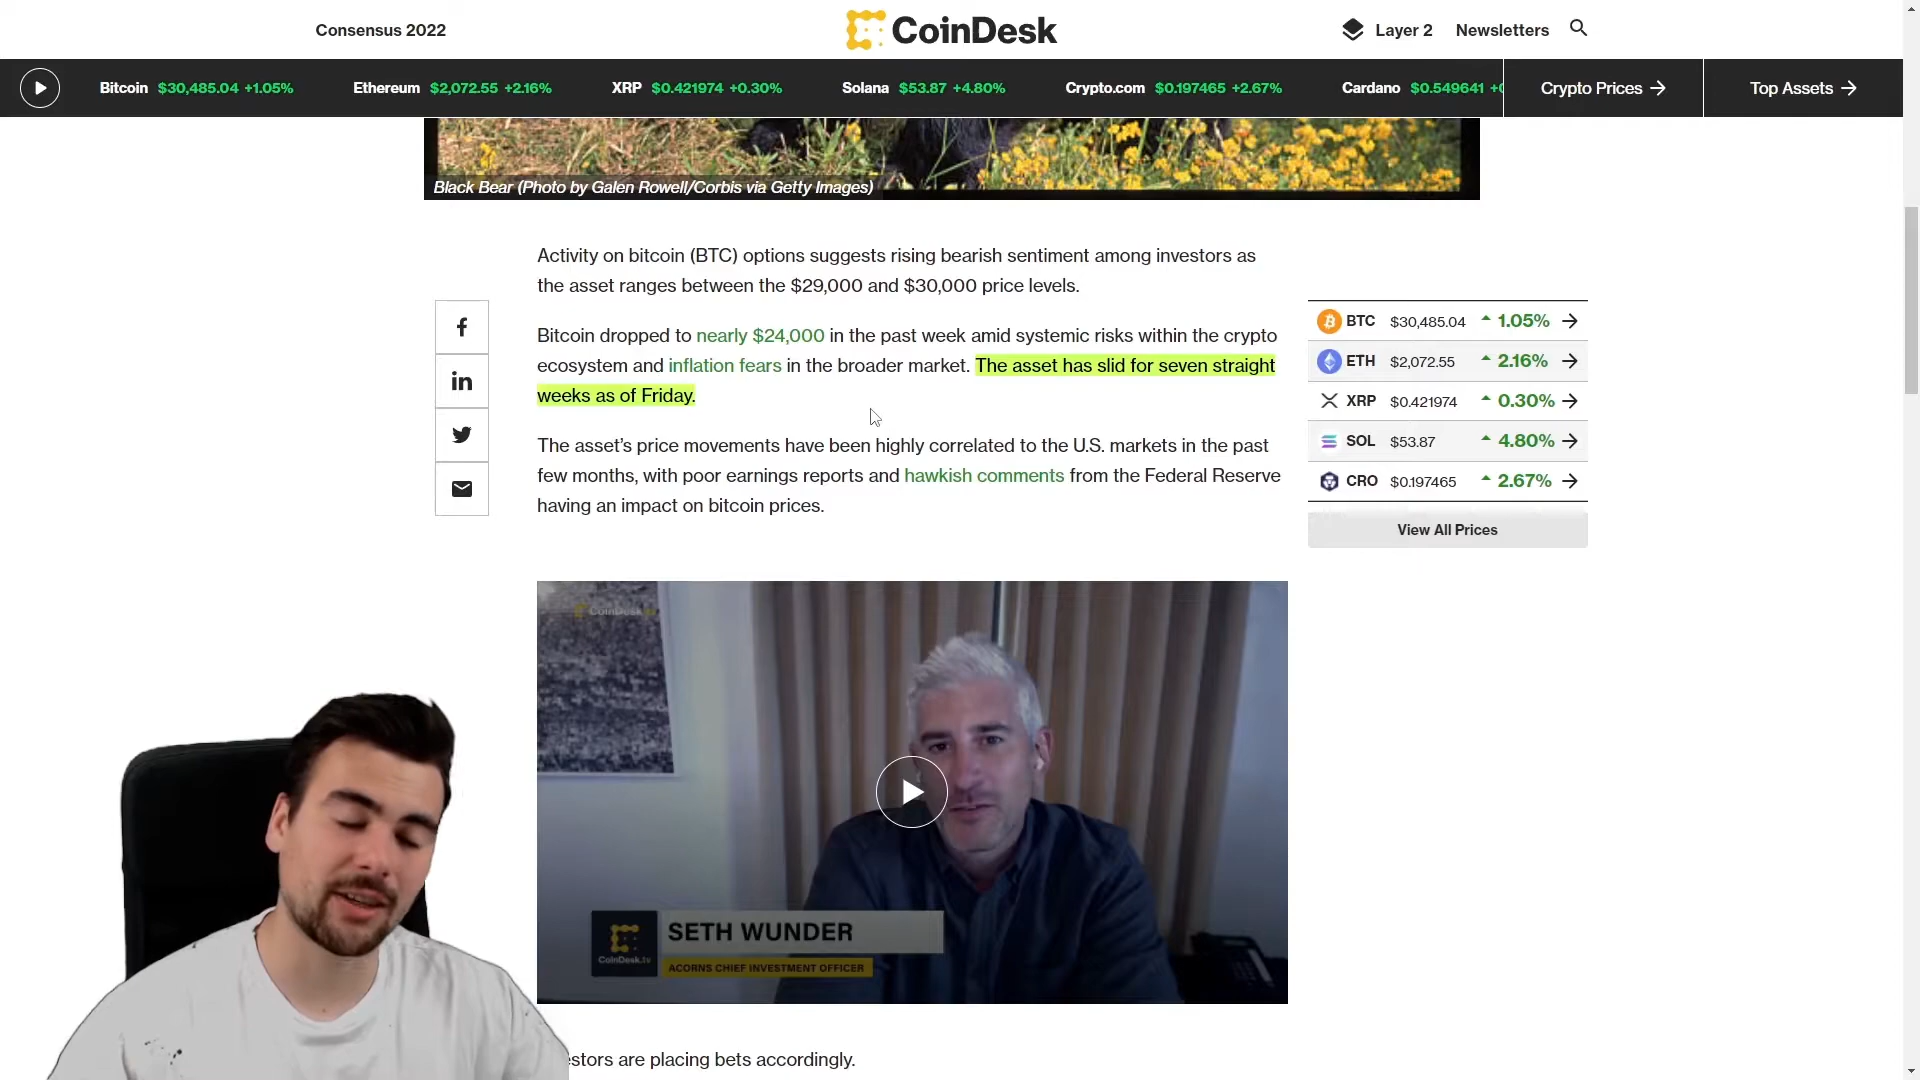 Consensus 2022
CoinDesk
Layer 2
Newsletters
Bitcoin $30,485.04 +1.05%
Ethereum $2,072.55 +2.16%
XRP $0.421974 +0.30%
Solana $53.87 +4.80%
Crypto.com $0.197465 +2.67%
Cardano $0.549641
Crypto Prices
Top Assets
Black Bear (Photo by Galen Rowell/Corbis via Getty Images)
Activity on bitcoin (BTC) options suggests rising bearish sentiment among investors as
the asset ranges between the $29,000 and $30,000 price levels.
Bitcoin dropped to nearly $24,000 in the past week amid systemic risks within the crypto
ecosystem and inflation fears in the broader market. The asset has slid for seven straight
weeks as of Friday.
The asset’s price movements have been highly correlated to the U.S. markets in the past
few months, with poor earnings reports and hawkish comments from the Federal Reserve
having an impact on bitcoin prices.
BTC $30,485.04 1.05%
ETH $2,072.55 2.16%
XRP $0.421974 0.30%
SOL $53.87 4.80%
CRO $0.197465 2.67%
View All Prices
CoinDesk
SETH WUNDER
CoinDesk.tv
ACORNS CHIEF INVESTMENT OFFICER
estors are placing bets accordingly.